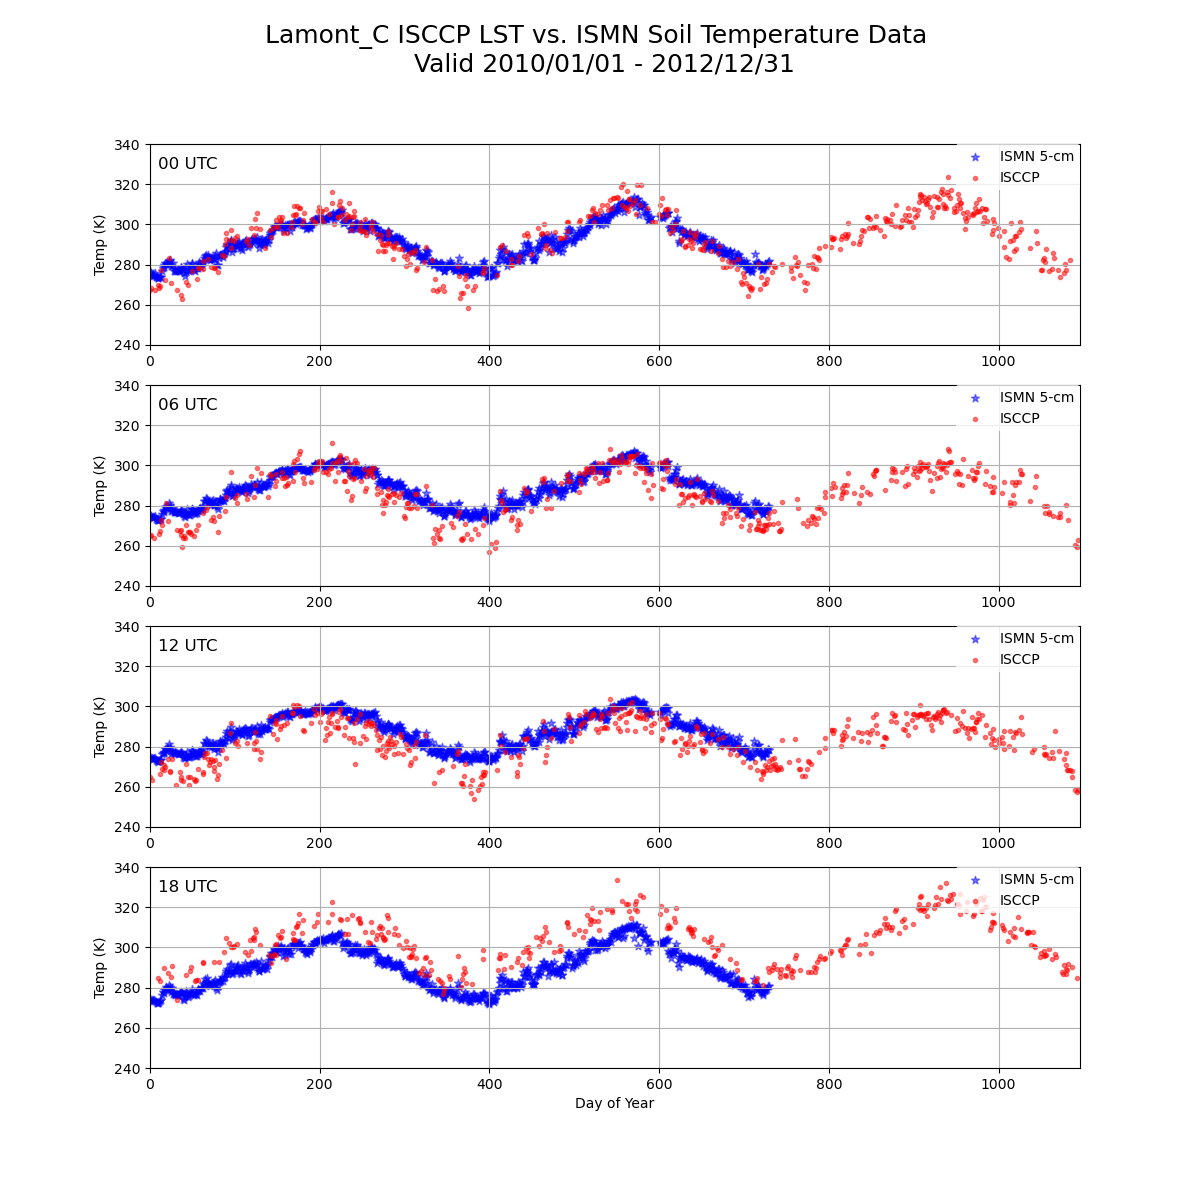 Lamont_C ISCCP LST vs. ISMN Soil Temperature Data
Valid 2010/01/01 - 2012/12/31
340
320
300
280
260
240
Temp (K)
00 UTC
ISMN 5-cm
ISCCP
0 200 400 600 800 1000
340
320
300
280
260
240
Temp (K)
06 UTC
ISMN 5-cm
ISCCP
0 200 400 600 800 1000
340
320
300
280
260
240
Temp (K)
12 UTC
ISMN 5-cm
ISCCP
0 200 400 600 800 1000
340
320
300
280
260
240
Temp (K)
18 UTC
ISMN 5-cm
ISCCP
0 200 400 600 800 1000
Day of Year